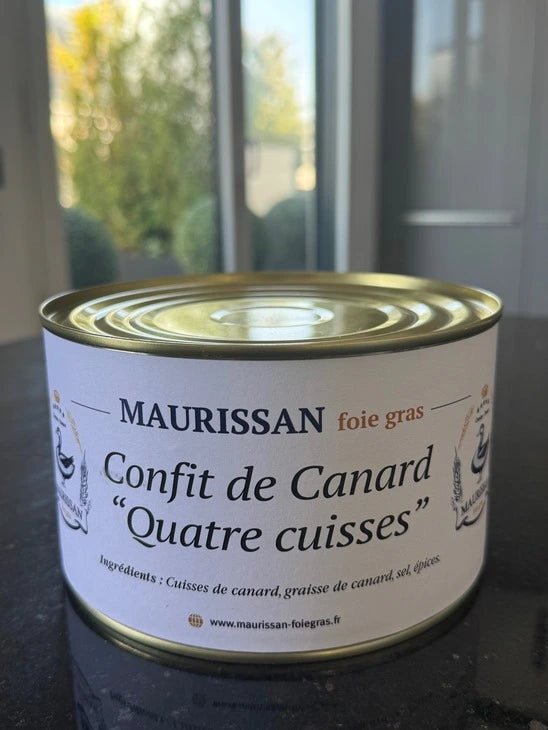 MAURISSAN foie gras
Confit de Canard
“Quatre cuisses”
Ingrédients : Cuisses de canard, graisse de canard, sel, épices.
www.maurissan-foiegras.fr
MAURISSAN